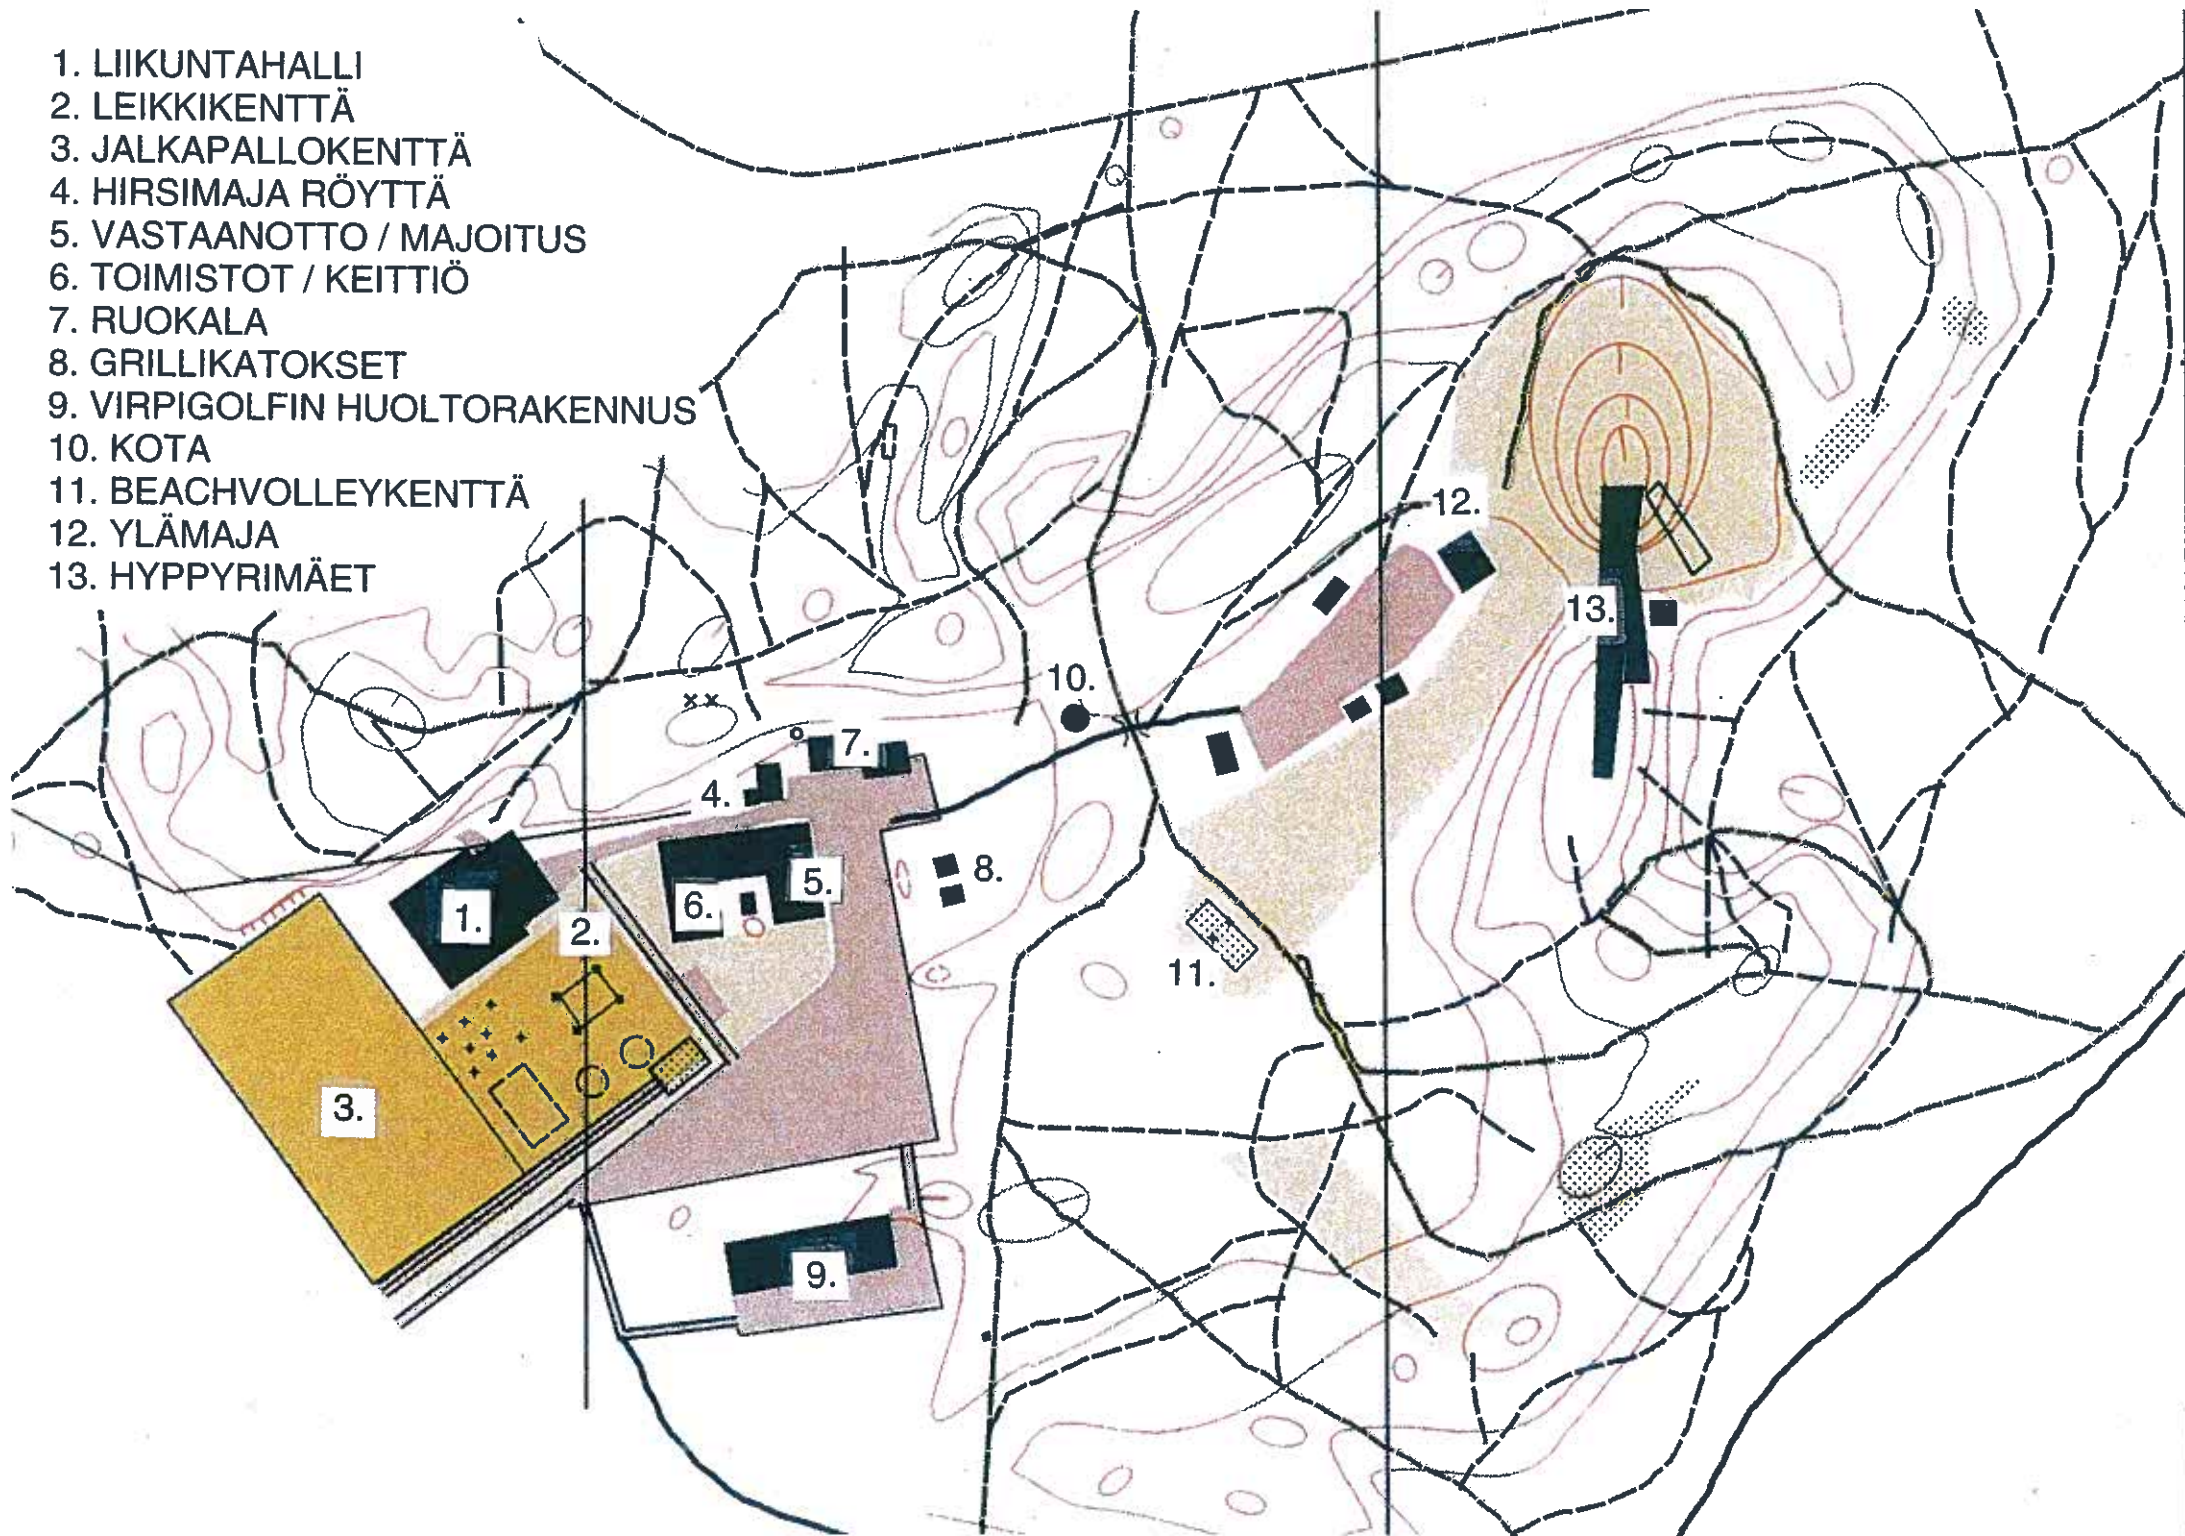 1. LIIKUNTAHALLI
2. LEIKKIKENTTÄ
3. JALKAPALLOKENTTÄ
4. HIRSIMAJA RÖYTTÄ
5. VASTAANOTTO / MAJOITUS
6. TOIMISTOT / KEITTIÖ
7. RUOKALA
8. GRILLIKATOKSET
9. VIRPIGOLFIN HUOLTORAKENNUS
10. KOTA
11. BEACHVOLLEYKENTTÄ
12. YLÄMAJA
13. HYPPYRIMÄET
12.
13.
10.
7.
4.
8.
5.
6.
1.
2.
11.
3.
9.